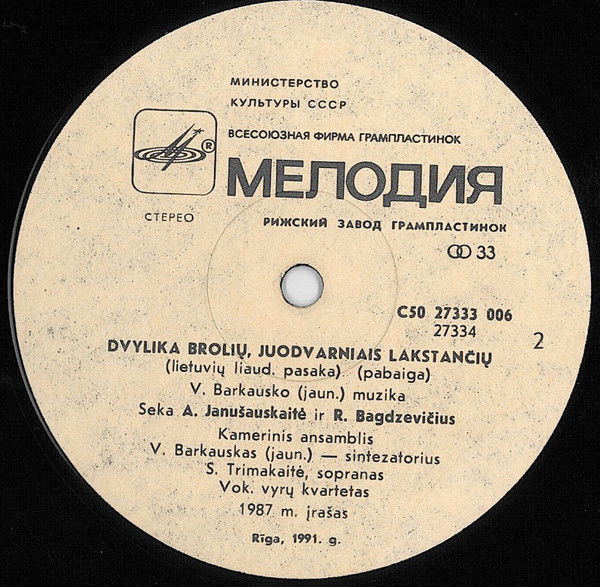 МИНИСТЕРСТВО
КУЛЬТУРЫ СССР
ВСЕСОЮЗНАЯ ФИРМА ГРАМПЛАСТИНОК
®
МЕЛОДИЯ
СТЕРЕО
РИЖСКИЙ ЗАВОД ГРАМПЛАСТИНОК
33
С50 27333 006
27334
2
DVYLIKA BROLIŲ, JUODVARNIAIS LAKSTANČIŲ
(lietuvių liaud. pasaka) (pabaiga)
V. Barkausko (jaun.) muzika
Seka A. Janušauskaitė ir R. Bagdzevičius
Kamerinis ansamblis
V. Barkauskas (jaun.) — sintezatorius
S. Trimakaitė, sopranas
Vok. vyrų kvartetas
1987 m. įrašas
Rīga, 1991. g.